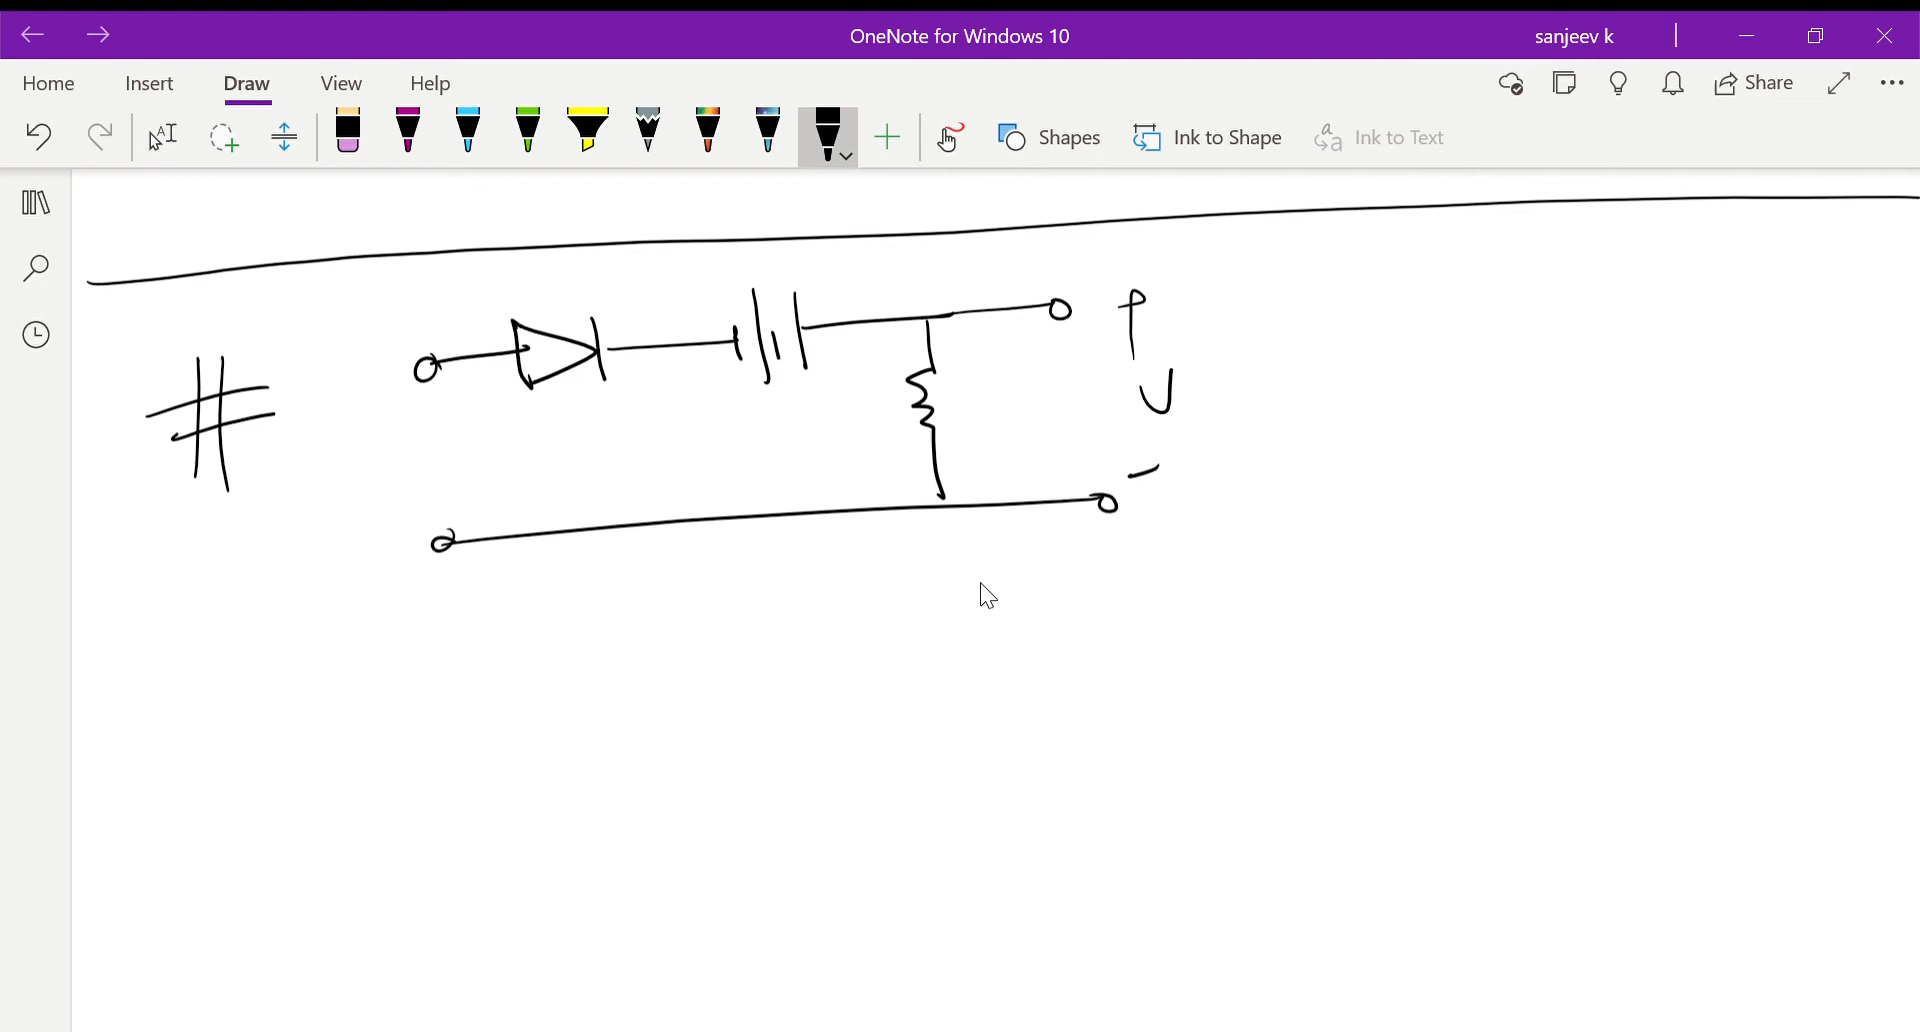 OneNote for Windows 10
sanjeev k
Home Insert Draw View Help
Share
Shapes Ink to Shape Ink to Text
#
+
υ
−